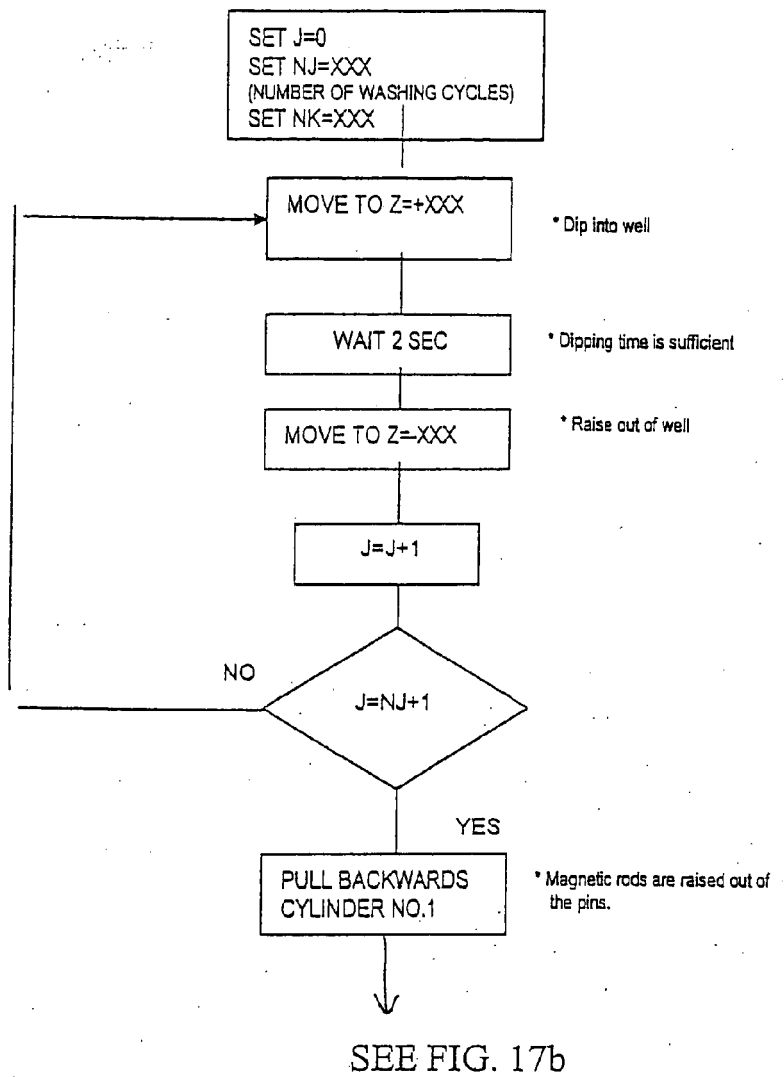 SET J=0
SET NJ=XXX
(NUMBER OF WASHING CYCLES)
SET NK=XXX
MOVE TO Z=+XXX
* Dip into well
WAIT 2 SEC
* Dipping time is sufficient
MOVE TO Z=-XXX
* Raise out of well
J=J+1
NO
J=NJ+1
YES
PULL BACKWARDS
CYLINDER NO.1
* Magnetic rods are raised out of
the pins.
SEE FIG. 17b